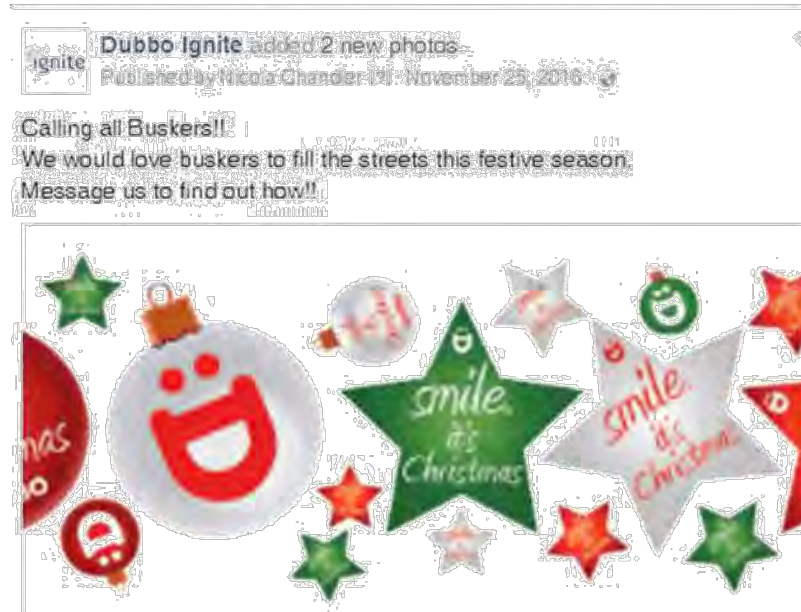 ignite
Dubbo Ignite added 2 new photos
Published by Nicola Chandler [?] · November 25, 2016
Calling all Buskers!!
We would love buskers to fill the streets this festive season.
Message us to find out how!!
mas
smile.
it's
Christmas
smile.
it's
Christmas